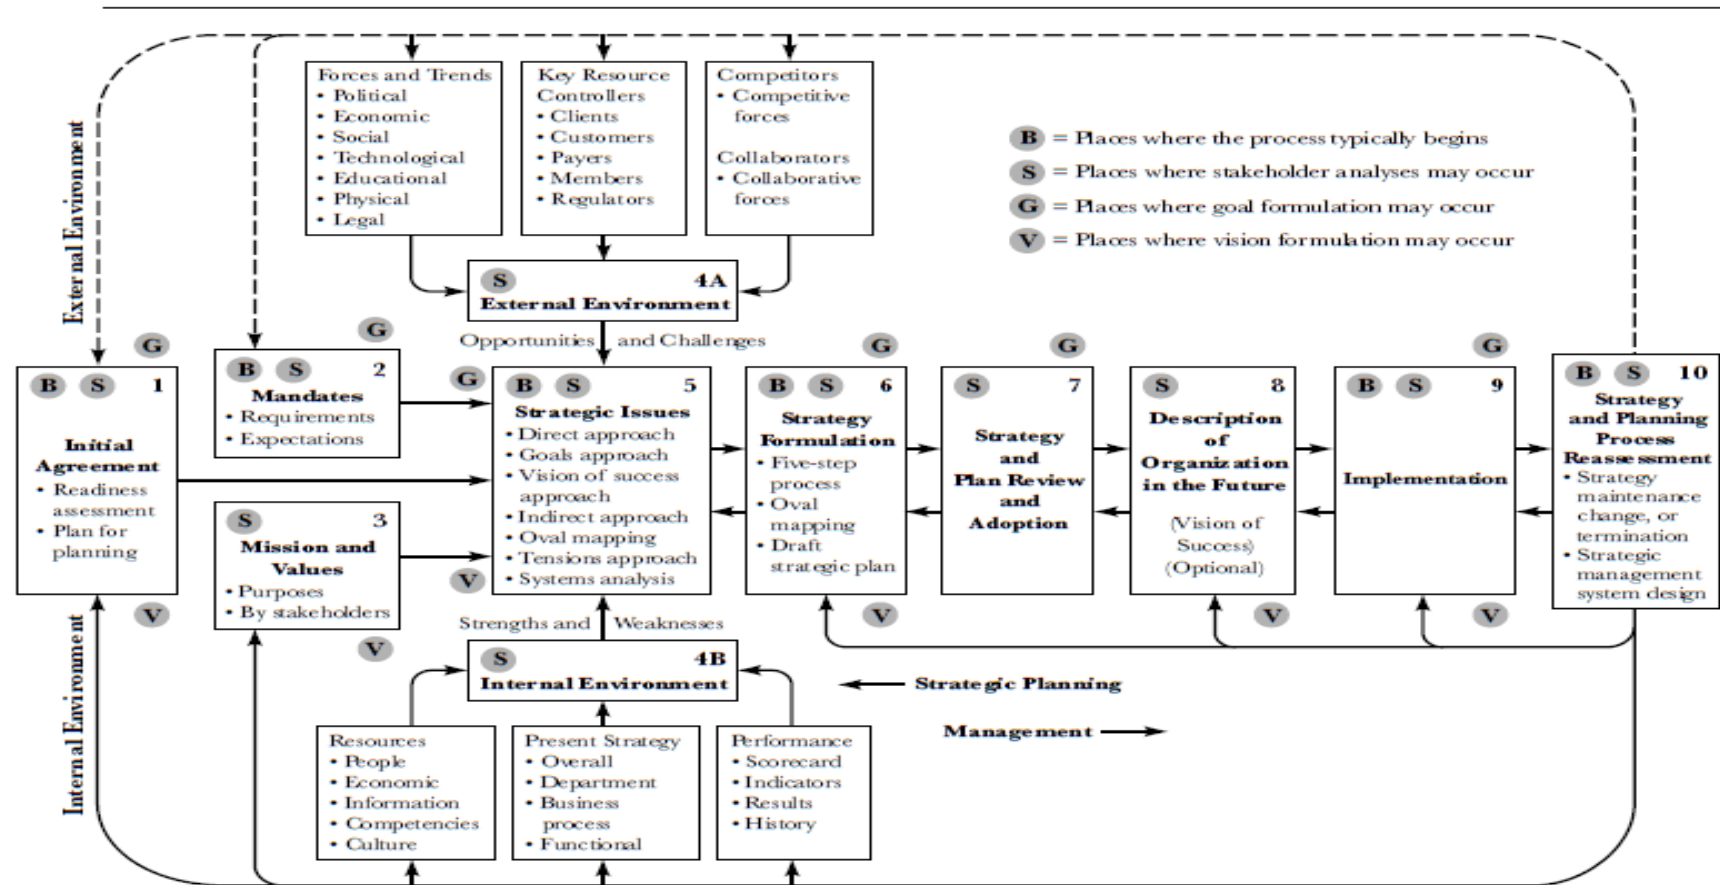 Forces and Trends
• Political
• Economic
• Social
• Technological
• Educational
• Physical
• Legal
Key Resource
Controllers
• Clients
• Customers
• Payers
• Members
• Regulators
Competitors
• Competitive
forces
Collaborators
• Collaborative
forces
B = Places where the process typically begins
S = Places where stakeholder analyses may occur
G = Places where goal formulation may occur
V = Places where vision formulation may occur
External Environment
S 4A
External Environment
Opportunities and Challenges
G
B S 1
Initial
Agreement
• Readiness
assessment
• Plan for
planning
V
G
B S 2
Mandates
• Requirements
• Expectations
S 3
Mission and
Values
• Purposes
• By stakeholders
V
G
B S 5
Strategic Issues
• Direct approach
• Goals approach
• Vision of success
approach
• Indirect approach
• Oval mapping
• Tensions approach
• Systems analysis
V
G
B S 6
Strategy
Formulation
• Five-step
process
• Oval
mapping
• Draft
strategic plan
V
G
S 7
Strategy
and
Plan Review
and
Adoption
S 8
Description
of
Organization
in the Future
(Vision of
Success)
(Optional)
V
G
B S 9
Implementation
V
B S 10
Strategy
and Planning
Process
Reassessment
• Strategy
maintenance
change, or
termination
• Strategic
management
system design
Strengths and Weaknesses
S 4B
Internal Environment
Internal Environment
Strategic Planning
Management
Resources
• People
• Economic
• Information
• Competencies
• Culture
Present Strategy
• Overall
• Department
• Business
process
• Functional
Performance
• Scorecard
• Indicators
• Results
• History